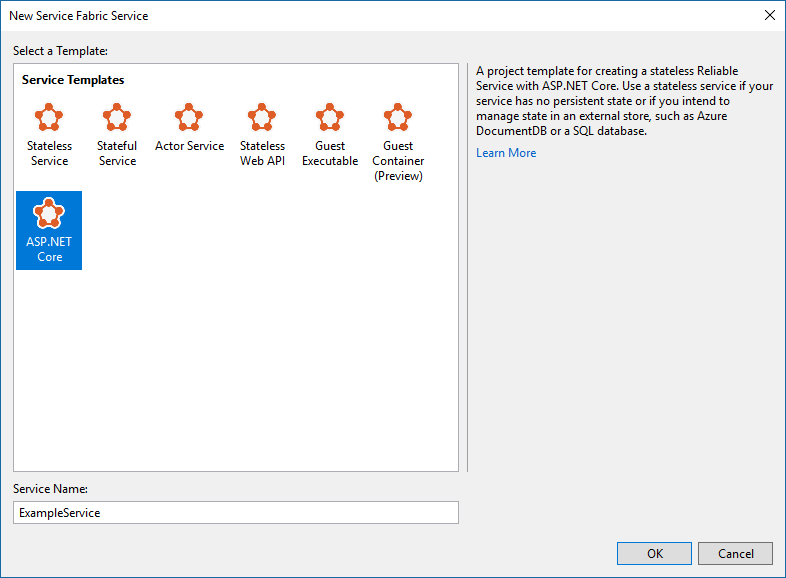 New Service Fabric Service
Select a Template:
Service Templates
Stateless
Service
Stateful
Service
Actor Service
Stateless
Web API
Guest
Executable
Guest
Container
(Preview)
ASP.NET
Core
A project template for creating a stateless Reliable
Service with ASP.NET Core. Use a stateless service if your
service has no persistent state or if you intend to
manage state in an external store, such as Azure
DocumentDB or a SQL database.
Learn More
Service Name:
ExampleService
OK
Cancel